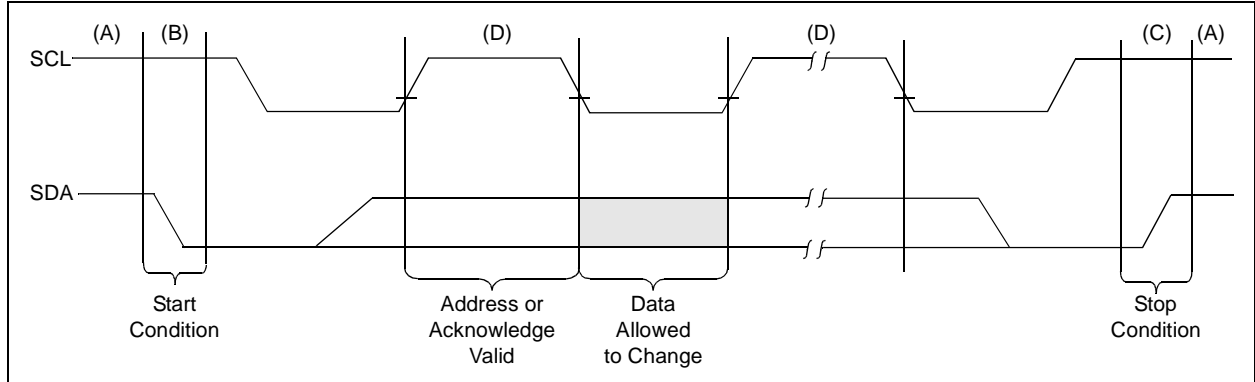 (A) (B) (D) (D) (C) (A)
SCL
SDA
Start
Condition
Address or
Acknowledge
Valid
Data
Allowed
to Change
Stop
Condition